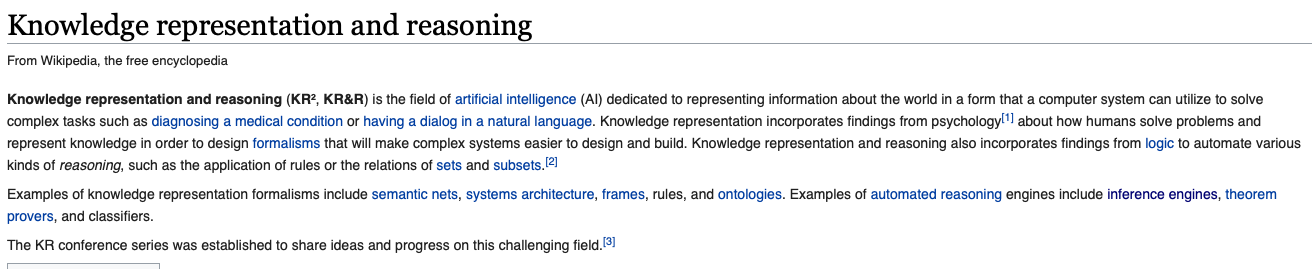 Knowledge representation and reasoning
From Wikipedia, the free encyclopedia
Knowledge representation and reasoning (KR², KR&R) is the field of artificial intelligence (AI) dedicated to representing information about the world in a form that a computer system can utilize to solve
complex tasks such as diagnosing a medical condition or having a dialog in a natural language. Knowledge representation incorporates findings from psychology[1] about how humans solve problems and
represent knowledge in order to design formalisms that will make complex systems easier to design and build. Knowledge representation and reasoning also incorporates findings from logic to automate various
kinds of reasoning, such as the application of rules or the relations of sets and subsets.[2]
Examples of knowledge representation formalisms include semantic nets, systems architecture, frames, rules, and ontologies. Examples of automated reasoning engines include inference engines, theorem
provers, and classifiers.
The KR conference series was established to share ideas and progress on this challenging field.[3]